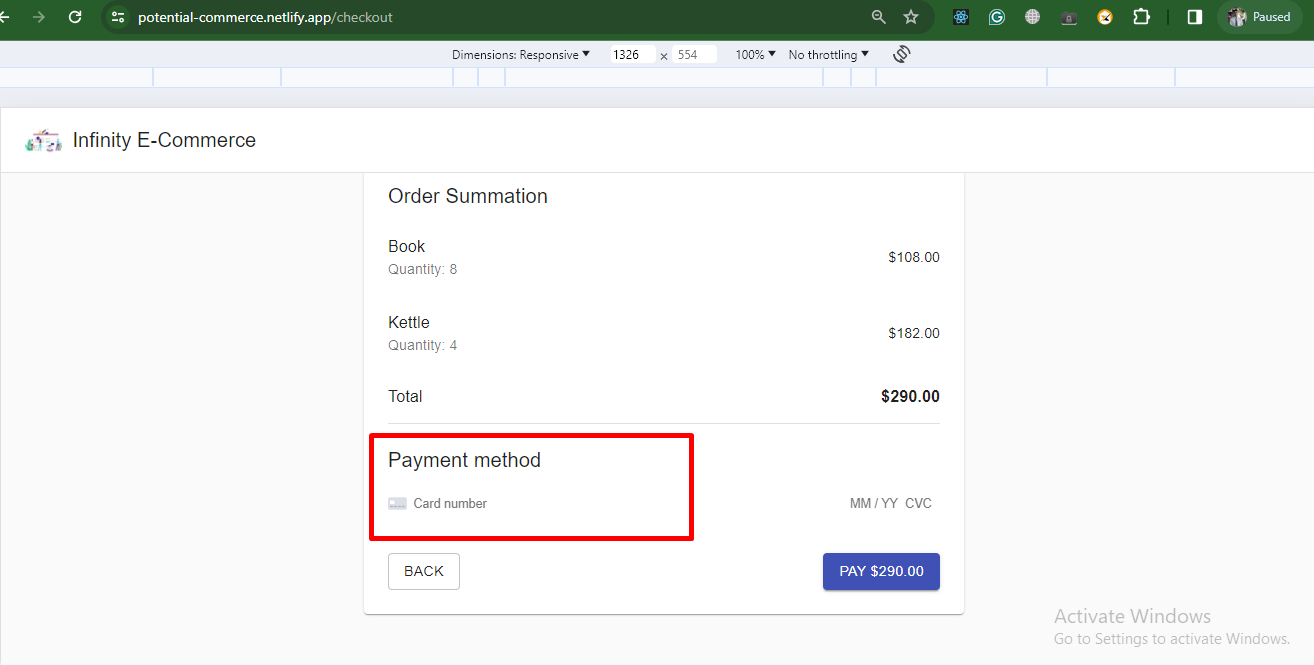 potential-commerce.netlify.app/checkout
Paused
Dimensions: Responsive 1326 × 554 100% No throttling
Infinity E-Commerce
Order Summation
Book
Quantity: 8
$108.00
Kettle
Quantity: 4
$182.00
Total $290.00
Payment method
Card number MM / YY CVC
BACK PAY $290.00
Activate Windows
Go to Settings to activate Windows.